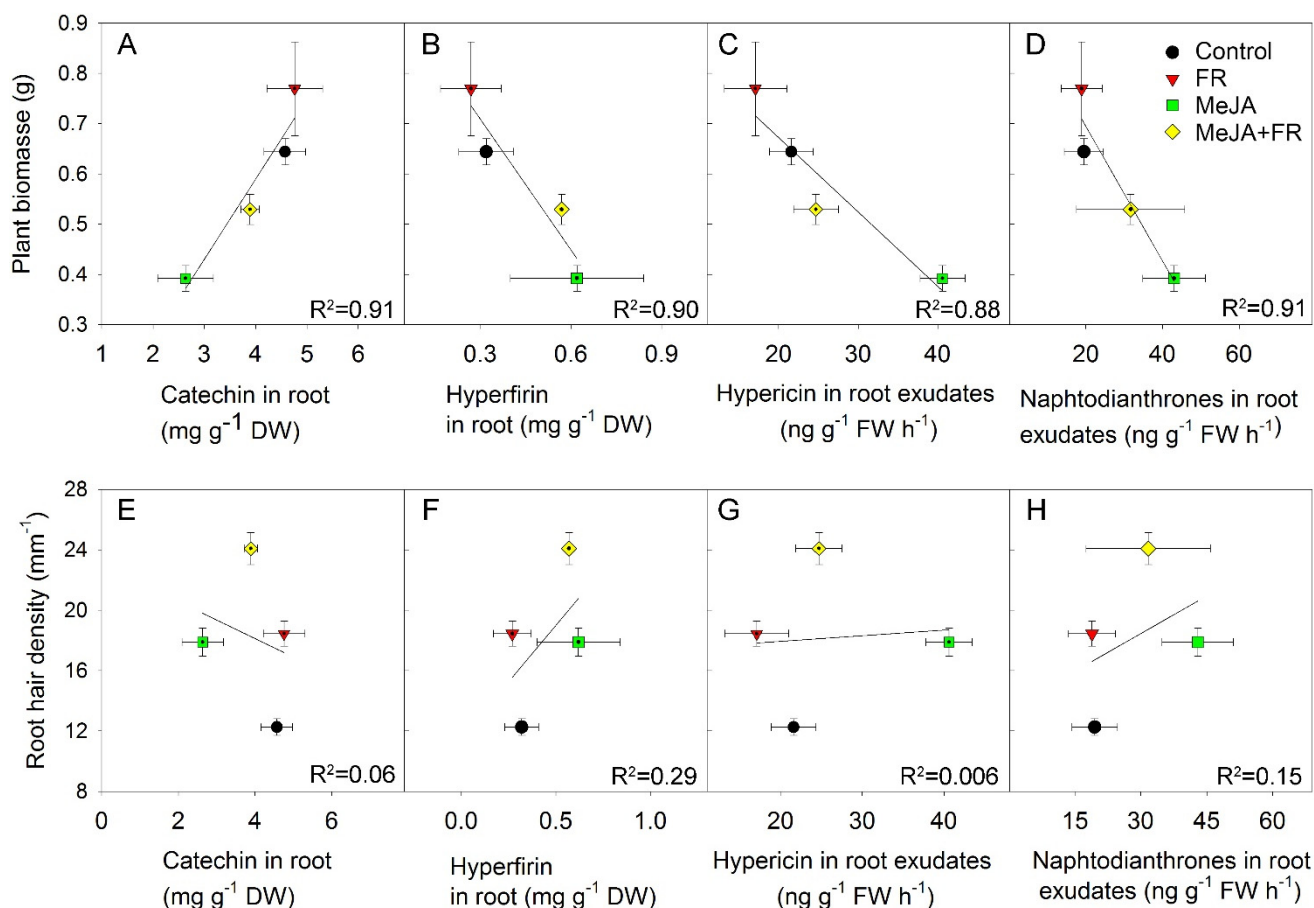 A
B
C
D
Control
FR
MeJA
MeJA+FR
Plant biomasse (g)
0.9
0.8
0.7
0.6
0.5
0.4
0.3
R²=0.91
R²=0.90
R²=0.88
R²=0.91
1 2 3 4 5 6
0.3 0.6 0.9
20 30 40
20 40 60
Catechin in root
(mg g⁻¹ DW)
Hyperfirin
in root (mg g⁻¹ DW)
Hypericin in root exudates
(ng g⁻¹ FW h⁻¹)
Naphtodianthrones in root
exudates (ng g⁻¹ FW h⁻¹)
E
F
G
H
Root hair density (mm⁻¹)
28
24
20
16
12
8
R²=0.06
R²=0.29
R²=0.006
R²=0.15
0 2 4 6
0.0 0.5 1.0
20 30 40
15 30 45 60
Catechin in root
(mg g⁻¹ DW)
Hyperfirin
in root (mg g⁻¹ DW)
Hypericin in root exudates
(ng g⁻¹ FW h⁻¹)
Naphtodianthrones in root
exudates (ng g⁻¹ FW h⁻¹)